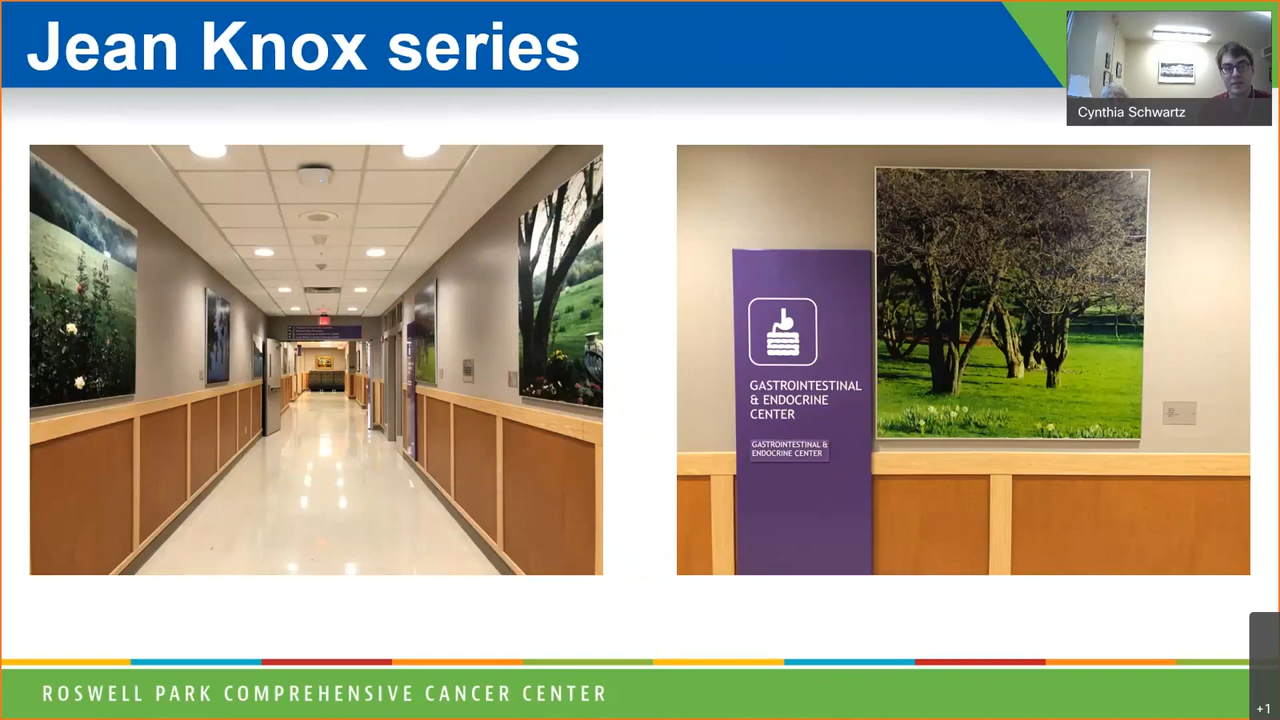 Jean Knox series
Cynthia Schwartz
GASTROINTESTINAL
& ENDOCRINE
CENTER
GASTROINTESTINAL &
ENDOCRINE CENTER
ROSWELL PARK COMPREHENSIVE CANCER CENTER
+1